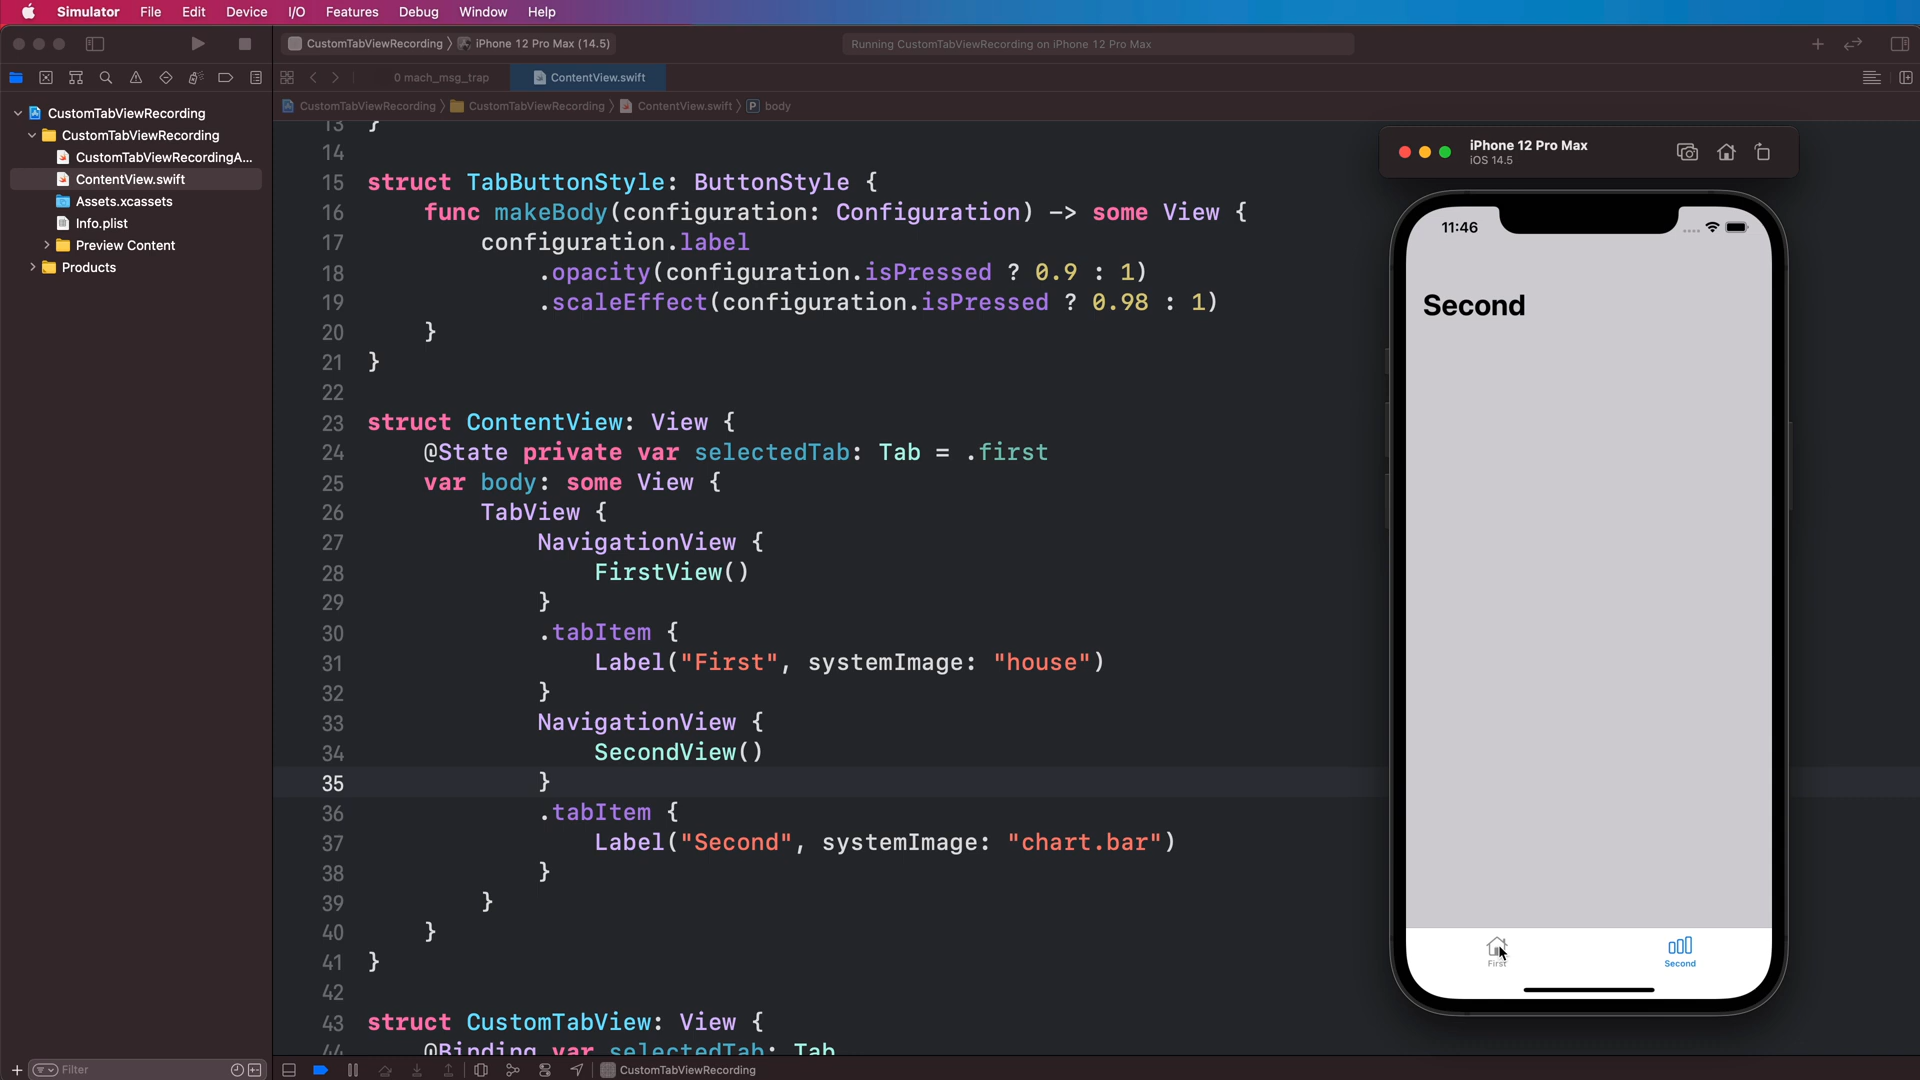 Simulator File Edit Device I/O Features Debug Window Help
CustomTabViewRecording iPhone 12 Pro Max (14.5)
Running CustomTabViewRecording on iPhone 12 Pro Max
0 mach_msg_trap
ContentView.swift
CustomTabViewRecording CustomTabViewRecording ContentView.swift P body
CustomTabViewRecording
CustomTabViewRecording
CustomTabViewRecordingA...
ContentView.swift
Assets.xcassets
Info.plist
Preview Content
Products
13 }
14
15 struct TabButtonStyle: ButtonStyle {
16 func makeBody(configuration: Configuration) -> some View {
17 configuration.label
18 .opacity(configuration.isPressed ? 0.9 : 1)
19 .scaleEffect(configuration.isPressed ? 0.98 : 1)
20 }
21 }
22
23 struct ContentView: View {
24 @State private var selectedTab: Tab = .first
25 var body: some View {
26 TabView {
27 NavigationView {
28 FirstView()
29 }
30 .tabItem {
31 Label("First", systemImage: "house")
32 }
33 NavigationView {
34 SecondView()
35 }
36 .tabItem {
37 Label("Second", systemImage: "chart.bar")
38 }
39 }
40 }
41 }
42
43 struct CustomTabView: View {
44 @Binding var selectedTab: Tab
iPhone 12 Pro Max
iOS 14.5
11:46
Second
First
Second
Filter
CustomTabViewRecording